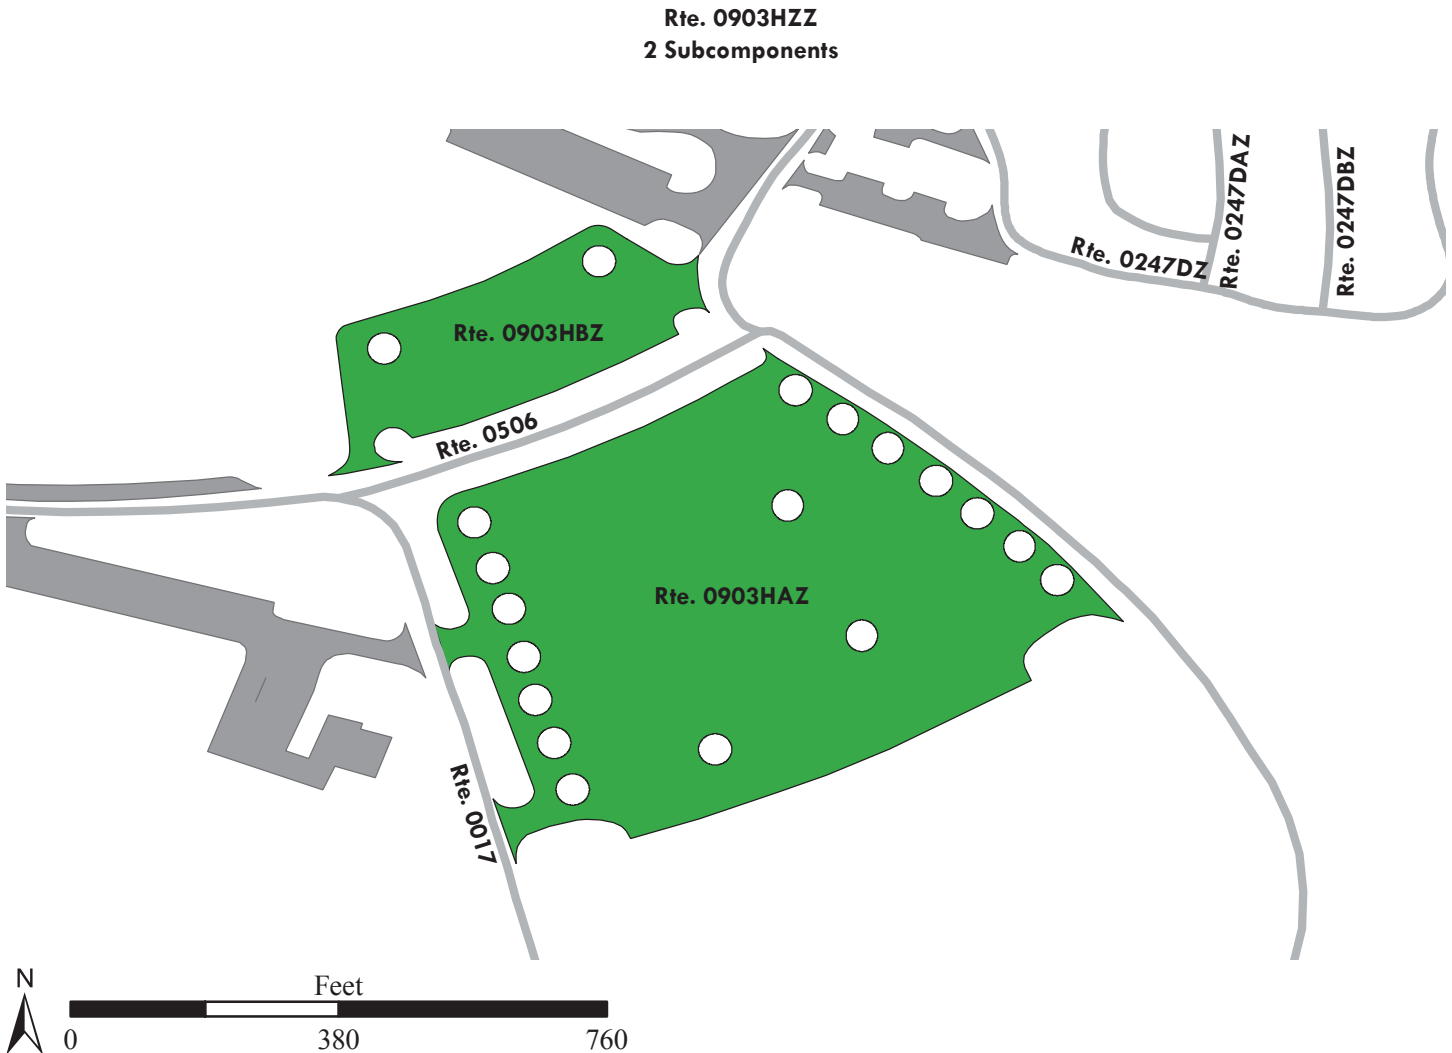 Rte. 0903HZZ
2 Subcomponents
Rte. 0247DAZ
Rte. 0247DBZ
Rte. 0247DZ
Rte. 0903HBZ
Rte. 0506
Rte. 0903HAZ
Rte. 0017
N
Feet
0 380 760